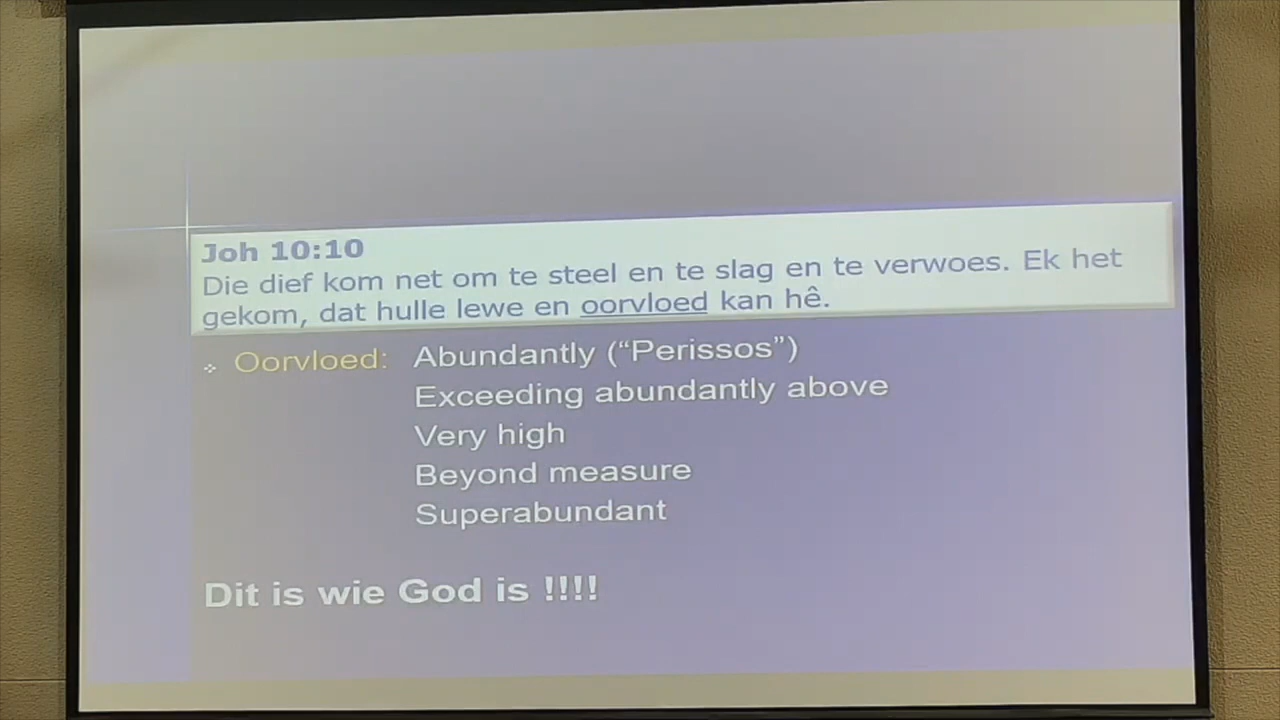 Joh 10:10
Die dief kom net om te steel en te slag en te verwoes. Ek het
gekom, dat hulle lewe en oorvloed kan hê.
Oorvloed: Abundantly (“Perissos”)
Exceeding abundantly above
Very high
Beyond measure
Superabundant
Dit is wie God is !!!!